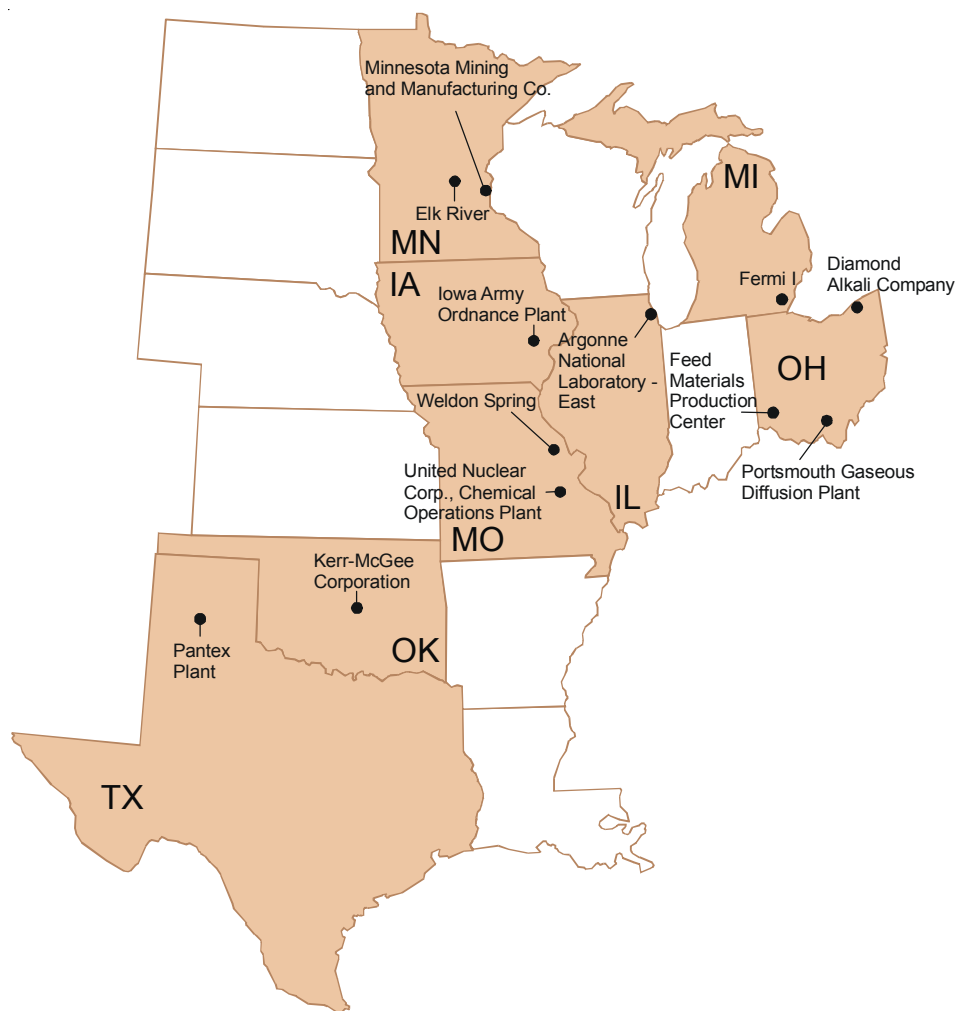 Minnesota Mining
and Manufacturing Co.
Elk River
MN
MI
Fermi I
Diamond
Alkali Company
IA
Iowa Army
Ordnance Plant
Argonne
National
Laboratory -
East
Feed
Materials
Production
Center
OH
Weldon Spring
United Nuclear
Corp., Chemical
Operations Plant
Portsmouth Gaseous
Diffusion Plant
IL
MO
Kerr-McGee
Corporation
OK
Pantex
Plant
TX